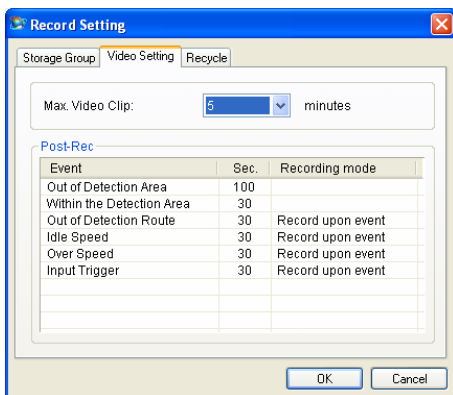 Record Setting
Storage Group Video Setting Recycle
Max. Video Clip: 5 minutes
Post-Rec
Event Sec. Recording mode
Out of Detection Area 100
Within the Detection Area 30
Out of Detection Route 30 Record upon event
Idle Speed 30 Record upon event
Over Speed 30 Record upon event
Input Trigger 30 Record upon event
OK Cancel